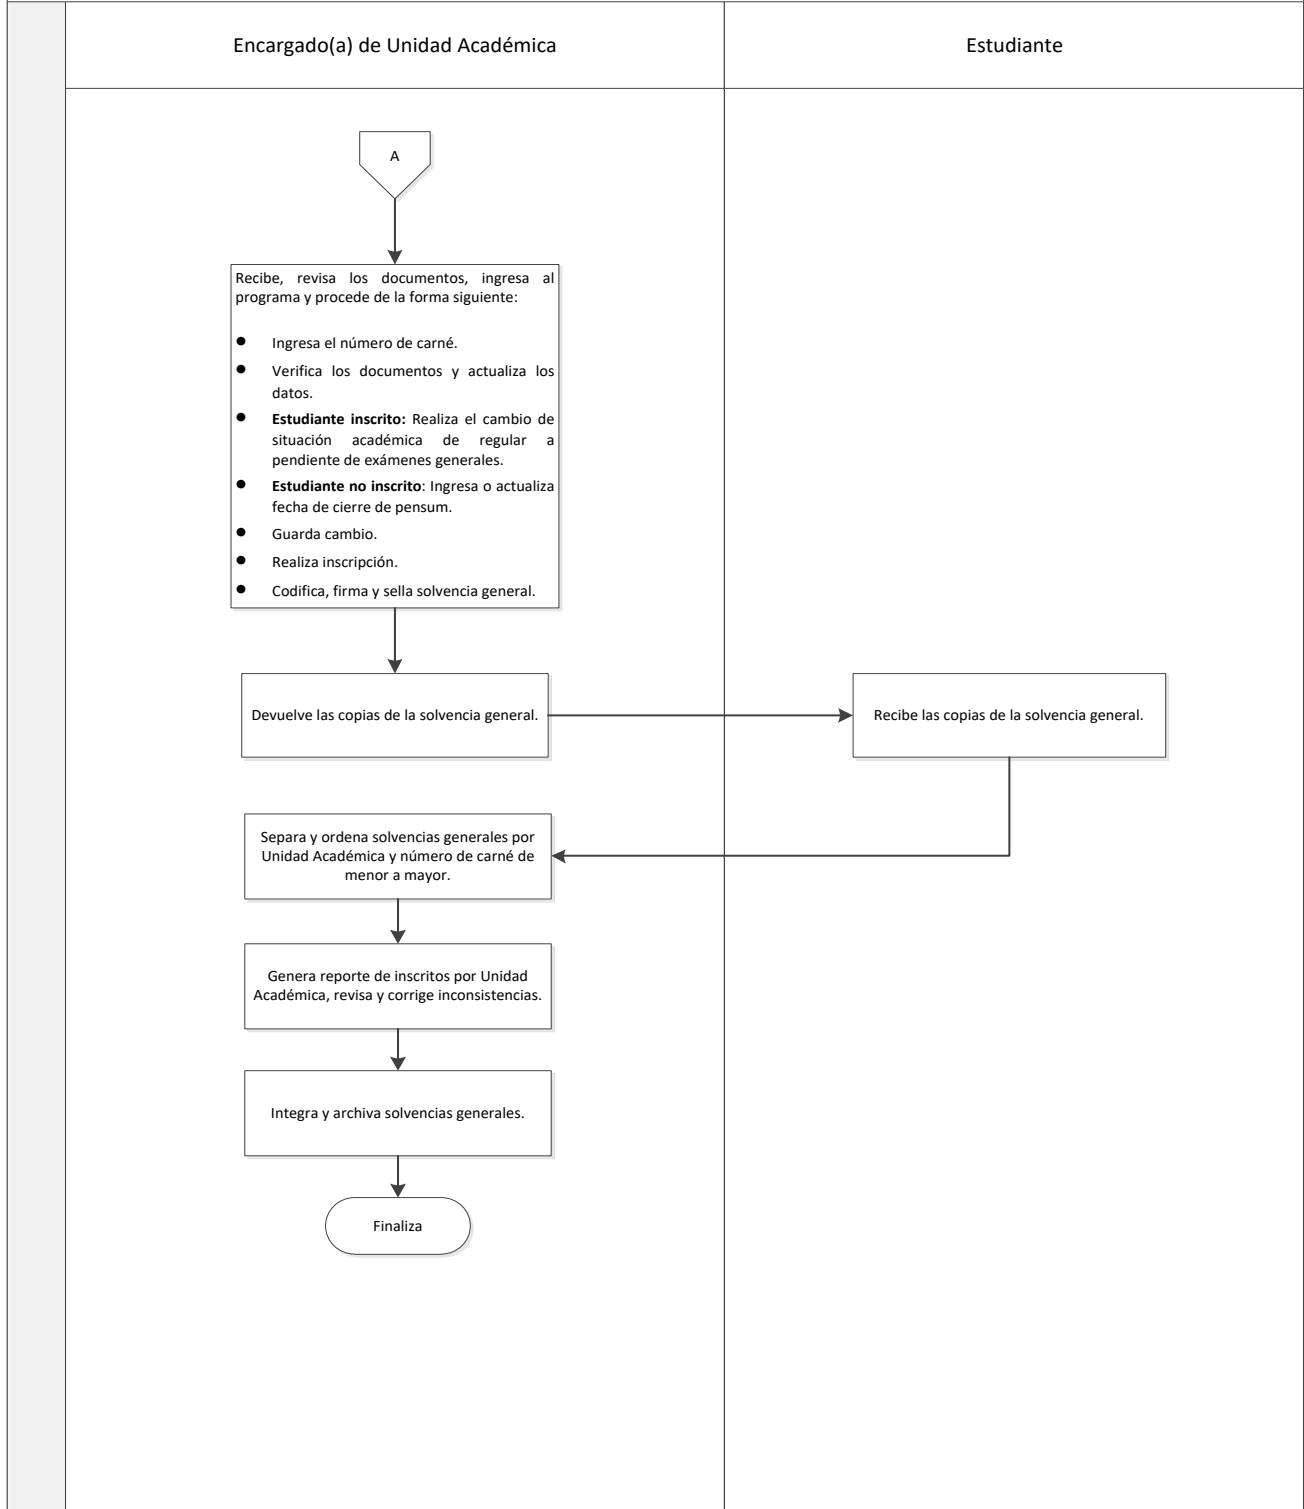 Encargado(a) de Unidad Académica
Estudiante
A
Recibe, revisa los documentos, ingresa al
programa y procede de la forma siguiente:
● Ingresa el número de carné.
● Verifica los documentos y actualiza los
datos.
● Estudiante inscrito: Realiza el cambio de
situación académica de regular a
pendiente de exámenes generales.
● Estudiante no inscrito: Ingresa o actualiza
fecha de cierre de pensum.
● Guarda cambio.
● Realiza inscripción.
● Codifica, firma y sella solvencia general.
Devuelve las copias de la solvencia general.
Recibe las copias de la solvencia general.
Separa y ordena solvencias generales por
Unidad Académica y número de carné de
menor a mayor.
Genera reporte de inscritos por Unidad
Académica, revisa y corrige inconsistencias.
Integra y archiva solvencias generales.
Finaliza